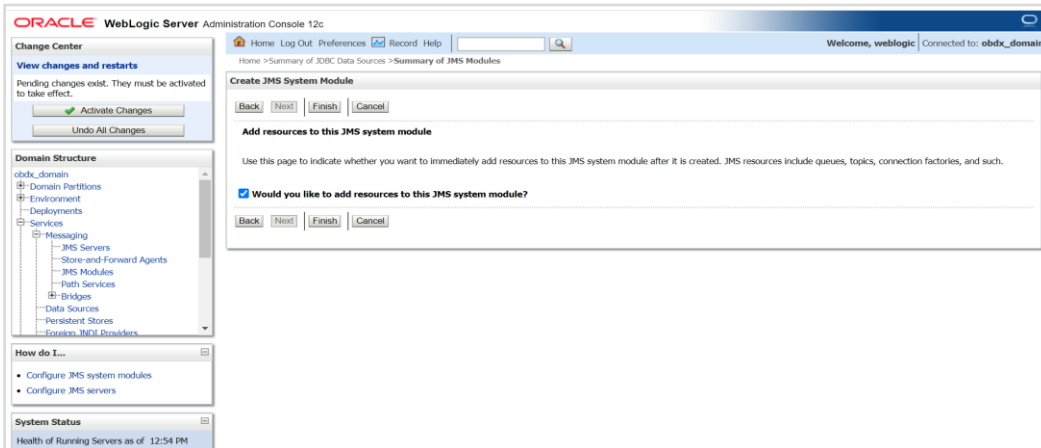 ORACLE WebLogic Server Administration Console 12c
Change Center
View changes and restarts
Pending changes exist. They must be activated
to take effect.
Activate Changes
Undo All Changes
Domain Structure
obdx_domain
Domain Partitions
Environment
Deployments
Services
Messaging
JMS Servers
Store-and-Forward Agents
JMS Modules
Path Services
Bridges
Data Sources
Persistent Stores
Foreign JNDI Providers
How do I...
Configure JMS system modules
Configure JMS servers
System Status
Health of Running Servers as of 12:54 PM
Home Log Out Preferences Record Help
Welcome, weblogic Connected to: obdx_domain
Home >Summary of JDBC Data Sources >Summary of JMS Modules
Create JMS System Module
Back Next Finish Cancel
Add resources to this JMS system module
Use this page to indicate whether you want to immediately add resources to this JMS system module after it is created. JMS resources include queues, topics, connection factories, and such.
Would you like to add resources to this JMS system module?
Back Next Finish Cancel